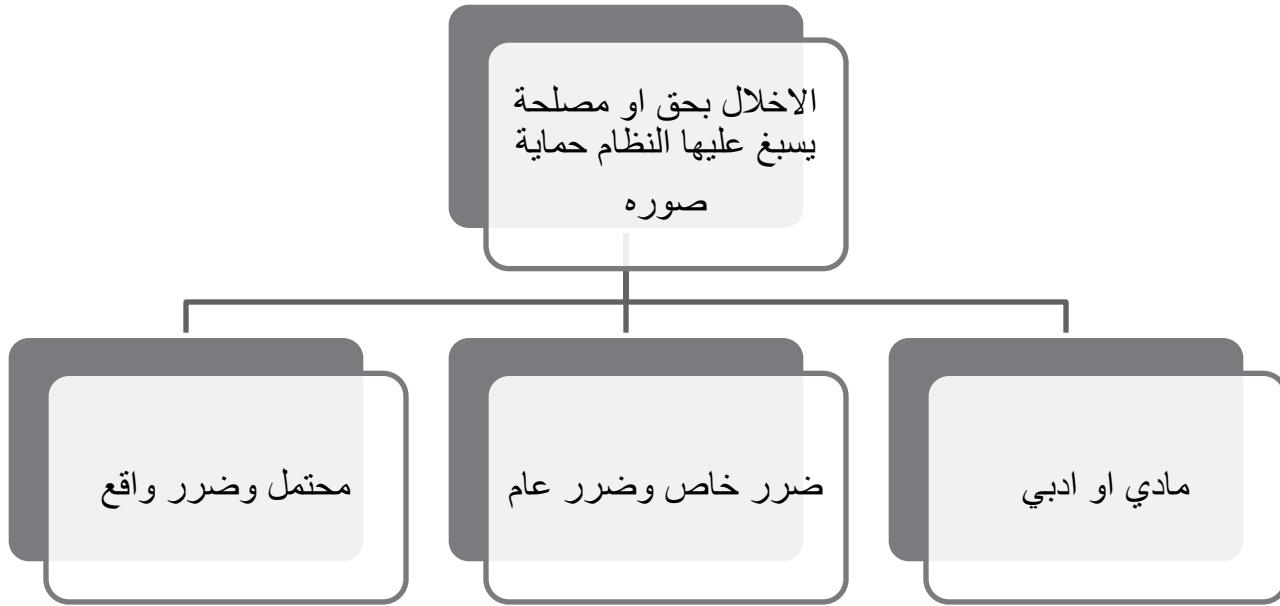 الاخلال بحق او مصلحة
يسبغ عليها النظام حماية
صوره
مادي او ادبي
ضرر خاص وضرر عام
محتمل وضرر واقع